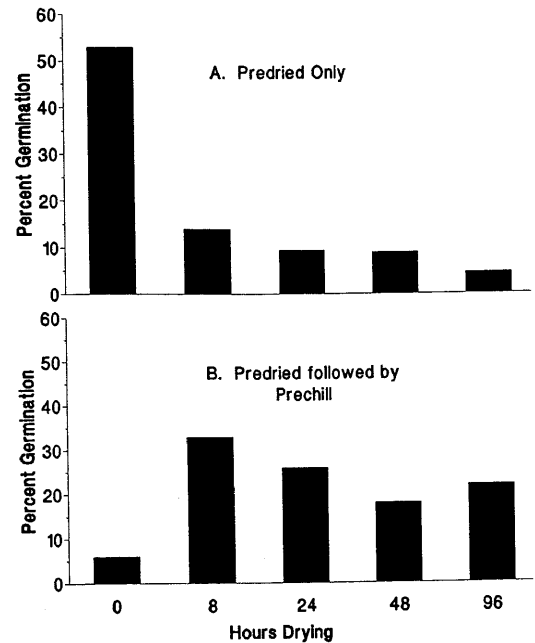 60
50
40
30
20
10
0
Percent Germination
A. Predried Only
60
50
40
30
20
10
0
Percent Germination
B. Predried followed by
Prechill
0 8 24 48 96
Hours Drying